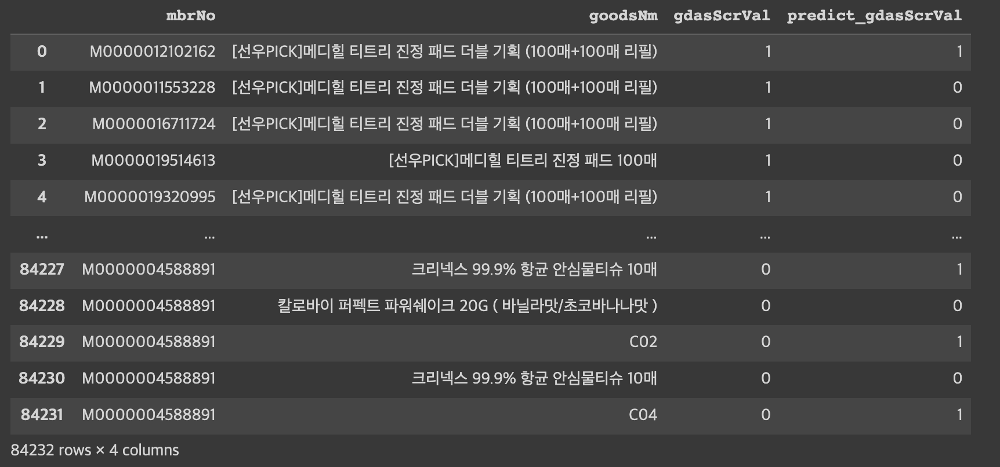 mbrNo goodsNm gdasScrVal predict_gdasScrVal
0 M0000012102162 [선우PICK]메디힐 티트리 진정 패드 더블 기획 (100매+100매 리필) 1 1
1 M0000011553228 [선우PICK]메디힐 티트리 진정 패드 더블 기획 (100매+100매 리필) 1 0
2 M0000016711724 [선우PICK]메디힐 티트리 진정 패드 더블 기획 (100매+100매 리필) 1 0
3 M0000019514613 [선우PICK]메디힐 티트리 진정 패드 100매 1 0
4 M0000019320995 [선우PICK]메디힐 티트리 진정 패드 더블 기획 (100매+100매 리필) 1 0
... ... ... ... ...
84227 M0000004588891 크리넥스 99.9% 항균 안심물티슈 10매 0 1
84228 M0000004588891 칼로바이 퍼펙트 파워쉐이크 20G ( 바닐라맛/초코바나나맛 ) 0 0
84229 M0000004588891 C02 0 1
84230 M0000004588891 크리넥스 99.9% 항균 안심물티슈 10매 0 0
84231 M0000004588891 C04 0 1
84232 rows × 4 columns